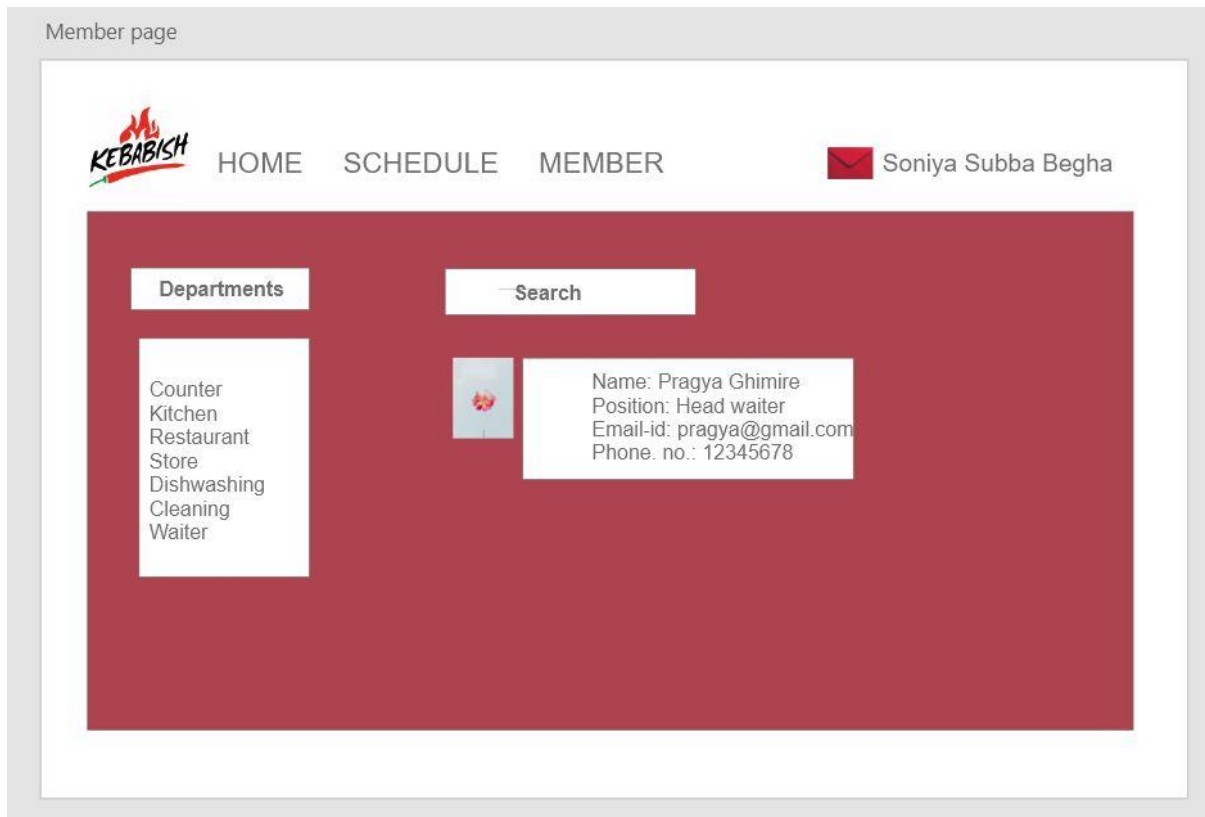 Member page
KEBABISH
HOME SCHEDULE MEMBER Soniya Subba Begha
Departments
Search
Counter
Kitchen
Restaurant
Store
Dishwashing
Cleaning
Waiter
Name: Pragya Ghimire
Position: Head waiter
Email-id: pragya@gmail.com
Phone. no.: 12345678